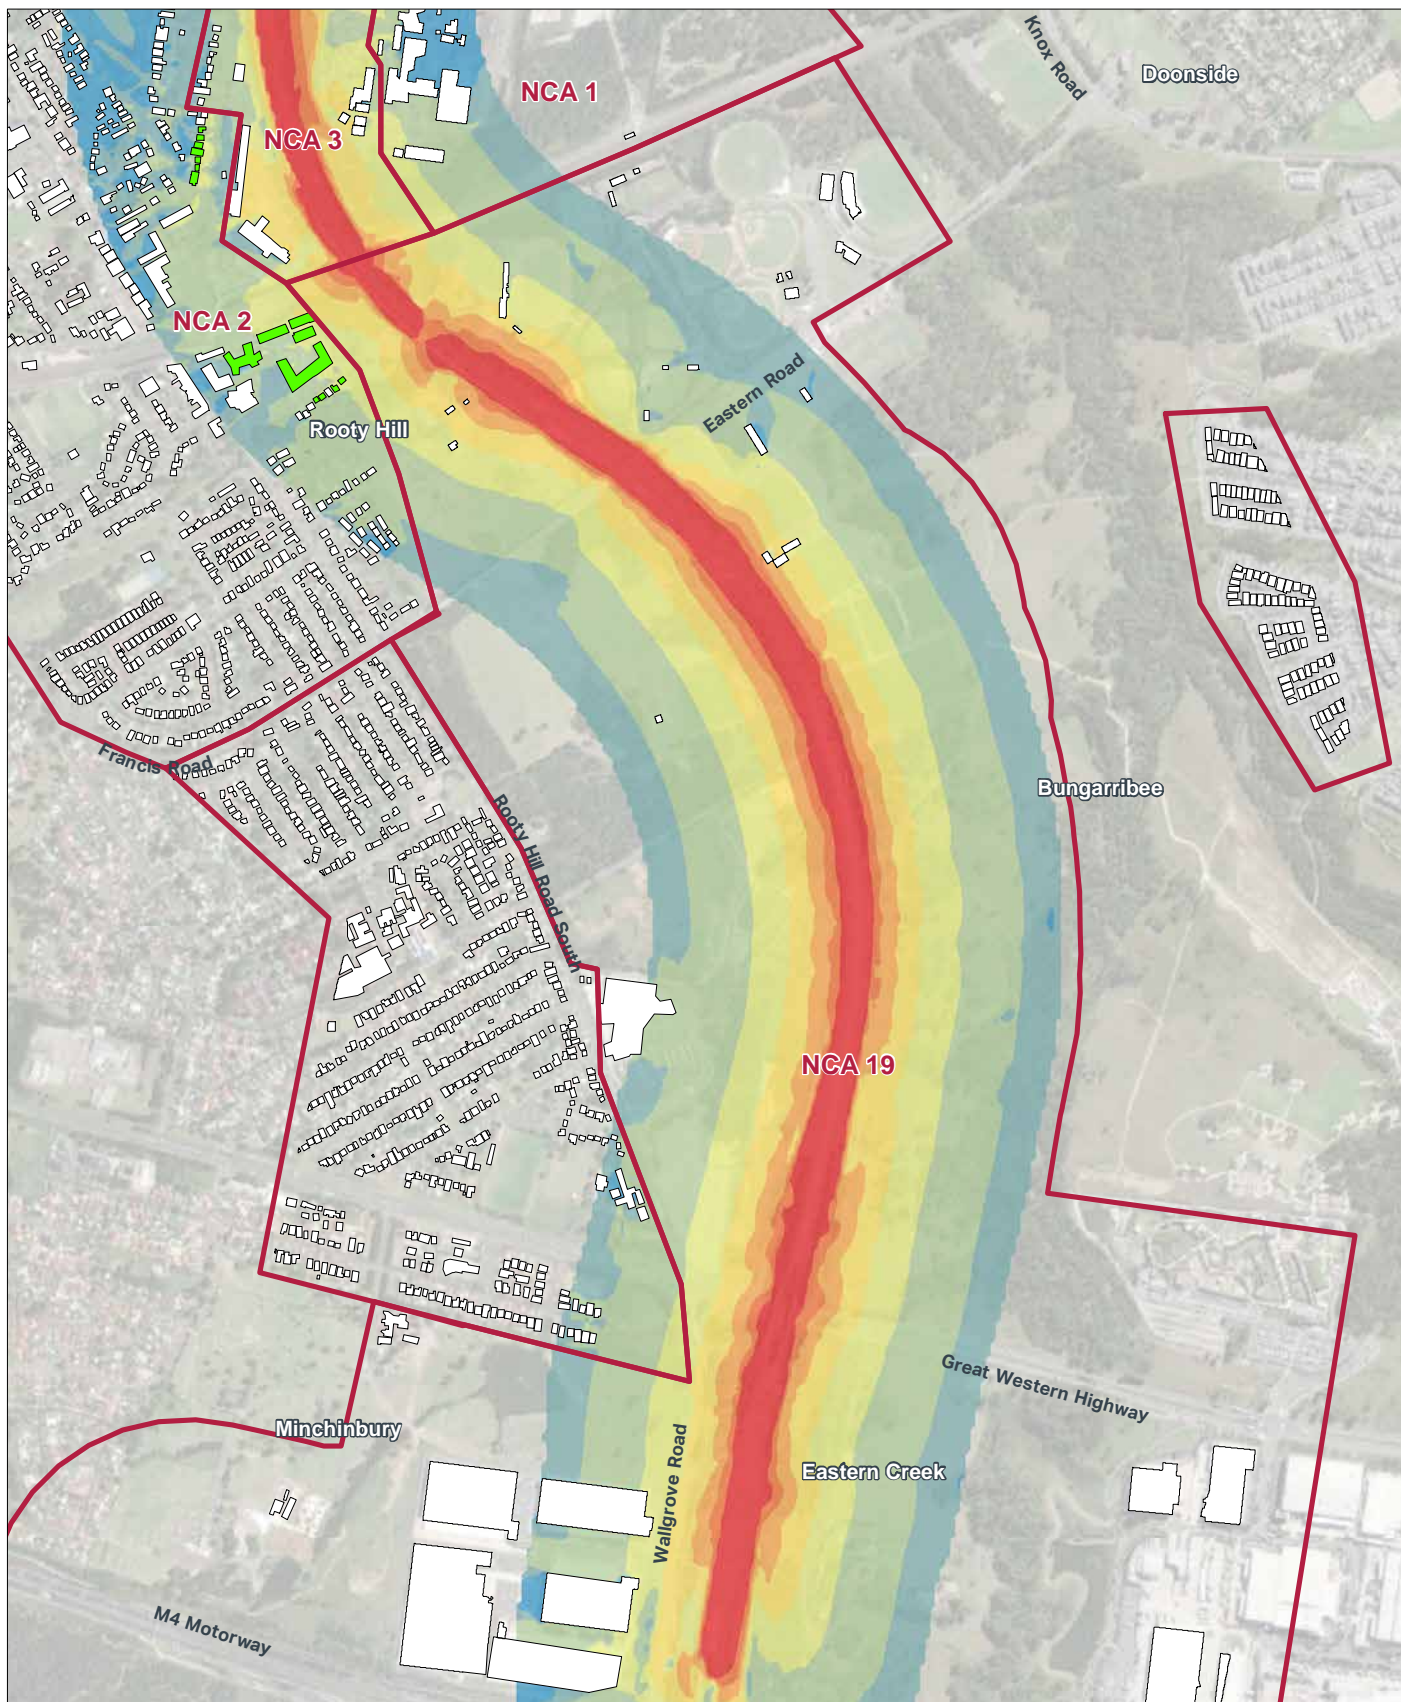 Knox Road
Doonside
NCA 1
NCA 3
NCA 2
Eastern Road
Rooty Hill
Francis Road
Bungarribee
Rooty Hill Road South
NCA 19
Great Western Highway
Minchinbury
Wallgrove Road
Eastern Creek
M4 Motorway